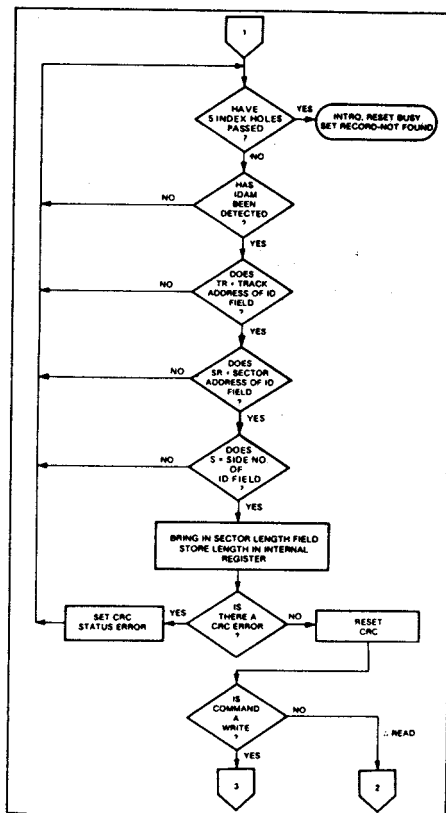 1
HAVE
5 INDEX HOLES
PASSED
?
YES
INTRQ, RESET BUSY
SET RECORD-NOT FOUND
NO
HAS
IDAM
BEEN
DETECTED
?
NO
YES
DOES
TR = TRACK
ADDRESS OF ID
FIELD
?
NO
YES
DOES
SR = SECTOR
ADDRESS OF ID
FIELD
?
NO
YES
DOES
S = SIDE NO
OF
ID FIELD
?
NO
YES
BRING IN SECTOR LENGTH FIELD
STORE LENGTH IN INTERNAL
REGISTER
IS
THERE A
CRC ERROR
?
YES
SET CRC
STATUS ERROR
NO
RESET
CRC
IS
COMMAND
A
WRITE
?
NO
∴ READ
YES
3
2